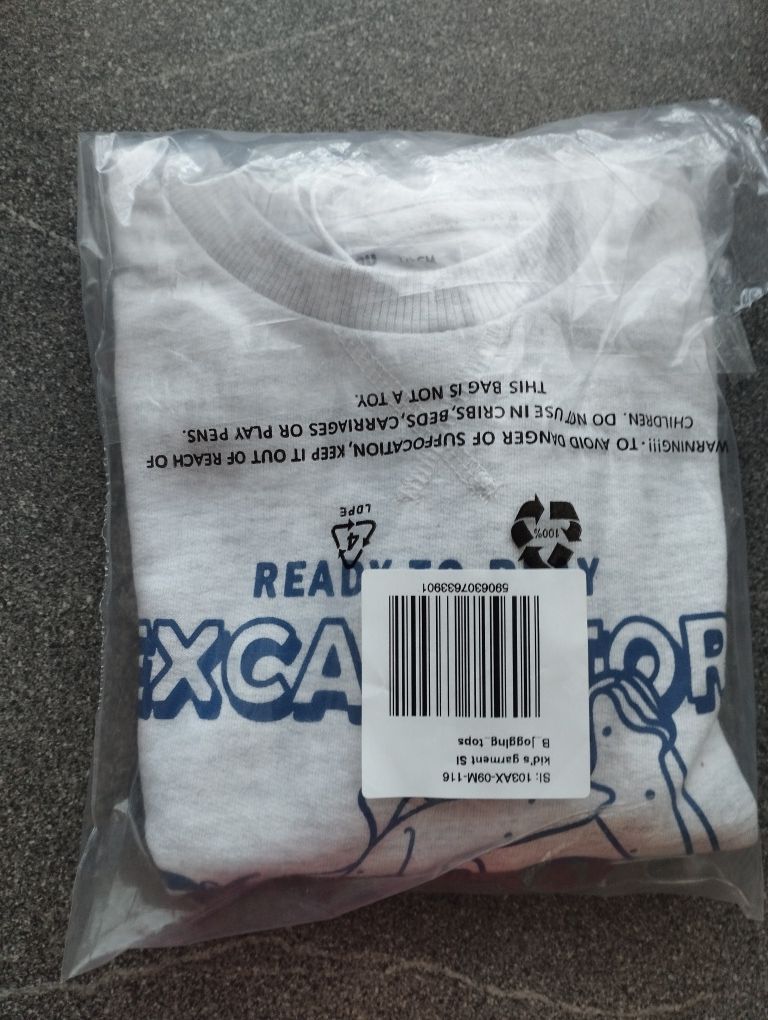 WARNING!!! - TO AVOID DANGER OF SUFFOCATION, KEEP IT OUT OF REACH OF
CHILDREN. DO NOT USE IN CRIBS, BEDS, CARRIAGES OR PLAY PENS.
THIS BAG IS NOT A TOY.
100%
4
LDPE
READY TO
SI: 103AX-09M-116
kid's garment SI
B_jogging_tops
5906307633901